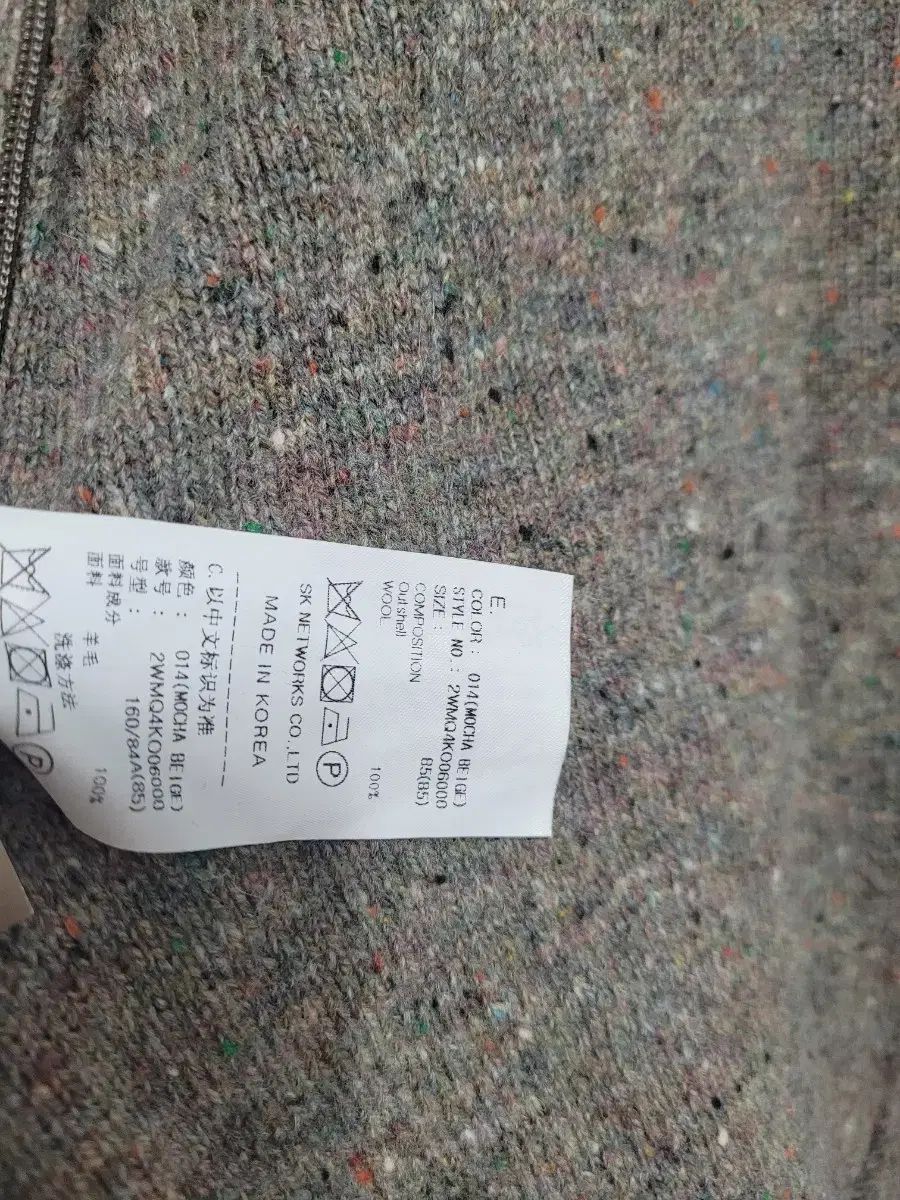 E.
COLOR : 014(MOCHA BEIGE)
STYLE NO.: 2WMQ4KO06000
SIZE : 85(85)
COMPOSITION
Outshell
WOOL 100%
P
SK NETWORKS CO.,LTD
MADE IN KOREA
C.以中文标识为准
颜色: 014(MOCHA BEIGE)
款号: 2WMQ4KO06000
号型: 160/84A(85)
面料成分
面料 羊毛 100%
洗涤方法
P